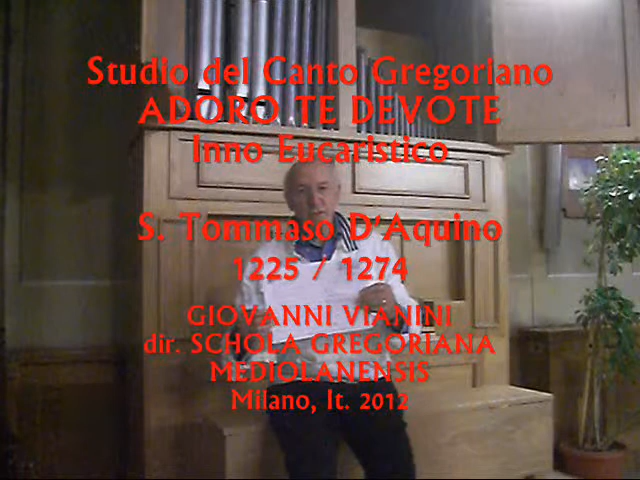 Studio del Canto Gregoriano
ADORO TE DEVOTE
Inno Eucaristico
S. Tommaso D'Aquino
1225 / 1274
GIOVANNI VIANINI
dir. SCHOLA GREGORIANA
MEDIOLANENSIS
Milano, It. 2012